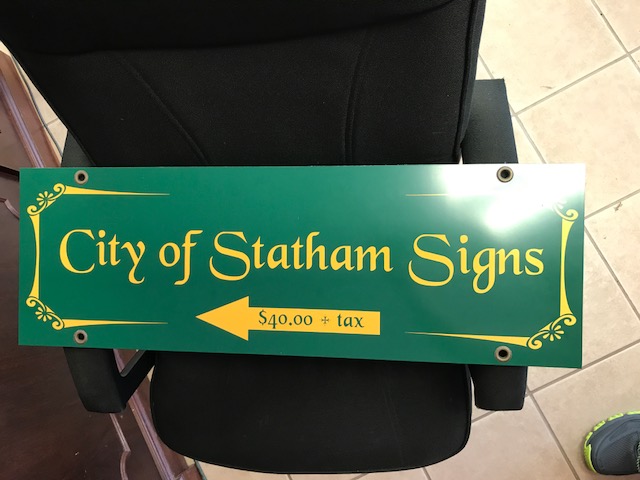 City of Statham Signs
$40.00 + tax